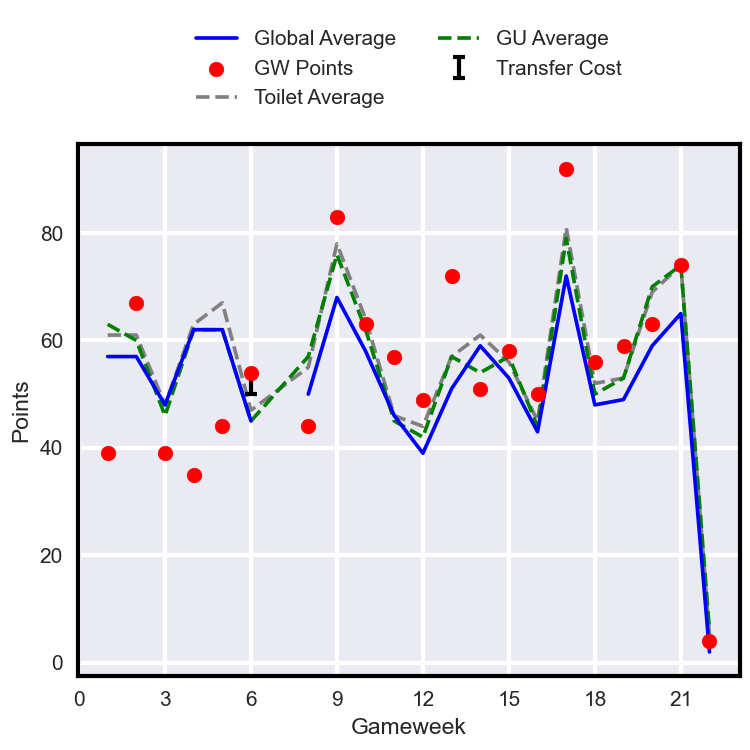 Global Average
GW Points
Toilet Average
GU Average
Transfer Cost
Points
80
60
40
20
0
0 3 6 9 12 15 18 21
Gameweek